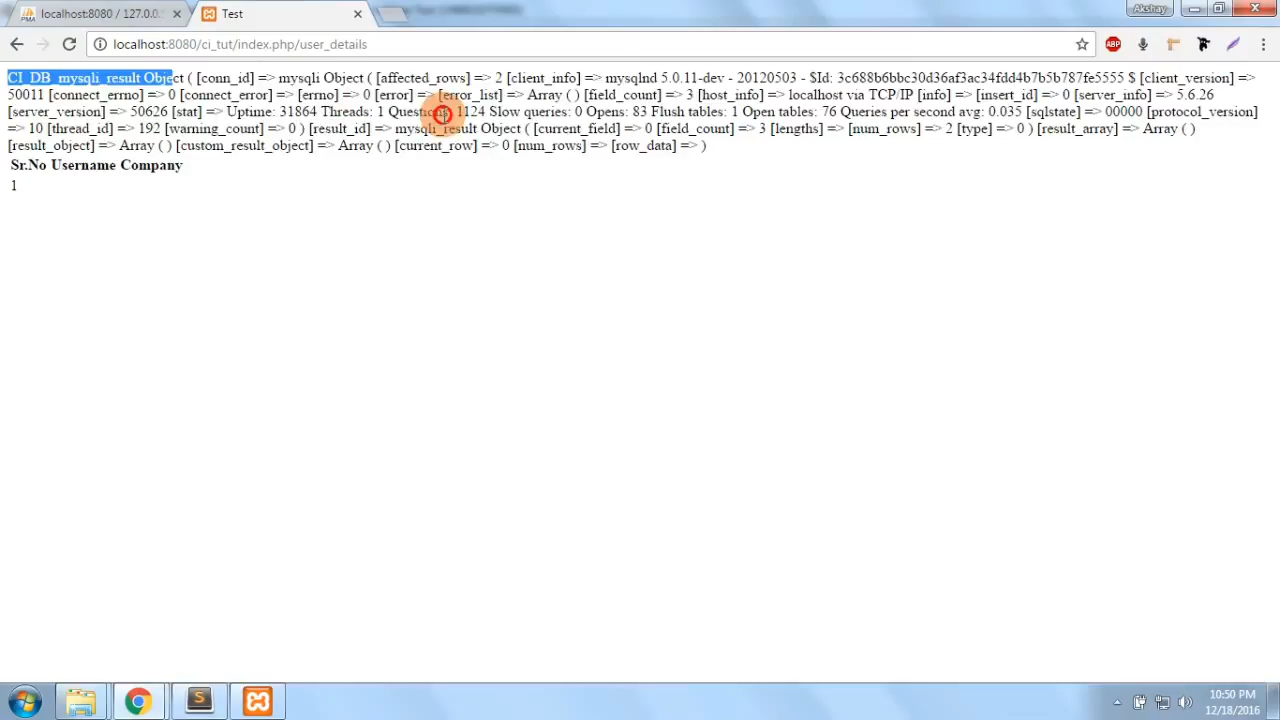 localhost:8080 / 127.0.0.
Test
Akshay
localhost:8080/ci_tut/index.php/user_details
ABP
CI_DB_mysqli_result Object ( [conn_id] => mysqli Object ( [affected_rows] => 2 [client_info] => mysqlnd 5.0.11-dev - 20120503 - $Id: 3c688b6bbc30d36af3ac34fdd4b7b5b787fe5555 $ [client_version] =>
50011 [connect_errno] => 0 [connect_error] => [errno] => 0 [error] => [error_list] => Array ( ) [field_count] => 3 [host_info] => localhost via TCP/IP [info] => [insert_id] => 0 [server_info] => 5.6.26
[server_version] => 50626 [stat] => Uptime: 31864 Threads: 1 Questions: 1124 Slow queries: 0 Opens: 83 Flush tables: 1 Open tables: 76 Queries per second avg: 0.035 [sqlstate] => 00000 [protocol_version]
=> 10 [thread_id] => 192 [warning_count] => 0 ) [result_id] => mysqli_result Object ( [current_field] => 0 [field_count] => 3 [lengths] => [num_rows] => 2 [type] => 0 ) [result_array] => Array ( )
[result_object] => Array ( ) [custom_result_object] => Array ( ) [current_row] => 0 [num_rows] => [row_data] => )
Sr.No Username Company
1
10:50 PM
12/18/2016